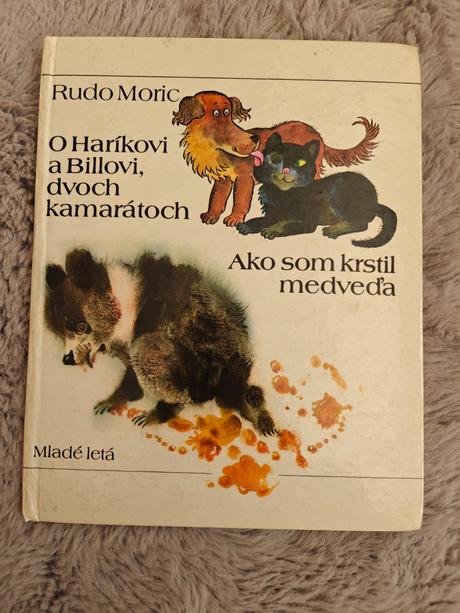 Rudo Moric
O Haríkovi
a Billovi,
dvoch
kamarátoch
Ako som krstil
medveďa
Mladé letá